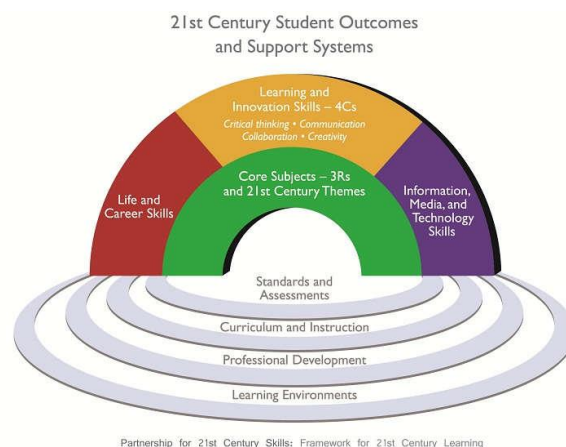 21st Century Student Outcomes
and Support Systems
Learning and
Innovation Skills – 4Cs
Critical thinking • Communication
Collaboration • Creativity
Core Subjects – 3Rs
and 21st Century Themes
Life and
Career Skills
Information,
Media, and
Technology
Skills
Standards and
Assessments
Curriculum and Instruction
Professional Development
Learning Environments
Partnership for 21st Century Skills: Framework for 21st Century Learning